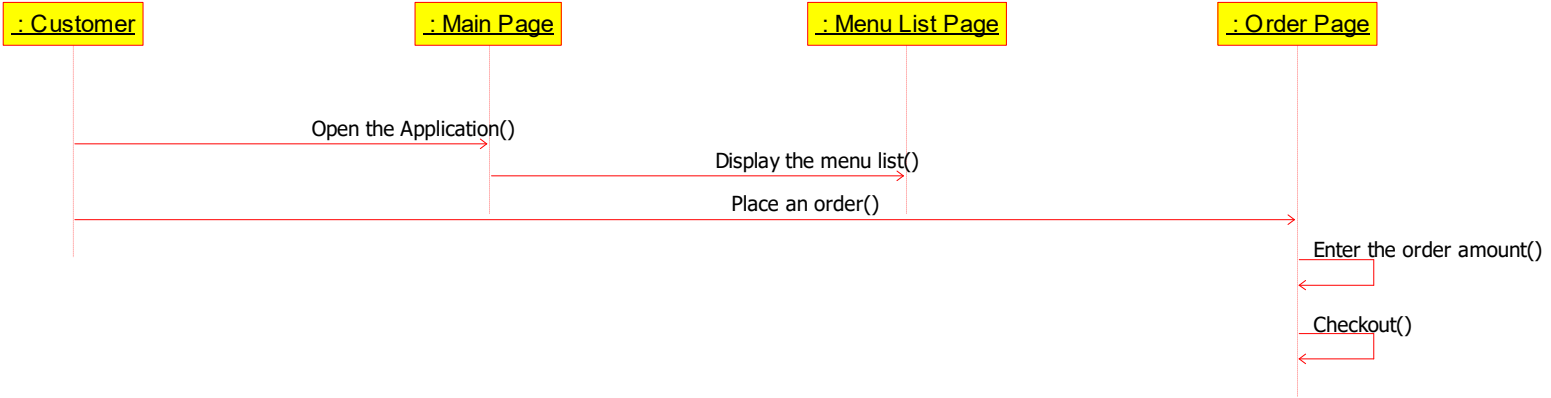 : Customer
: Main Page
: Menu List Page
: Order Page
Open the Application()
Display the menu list()
Place an order()
Enter the order amount()
Checkout()